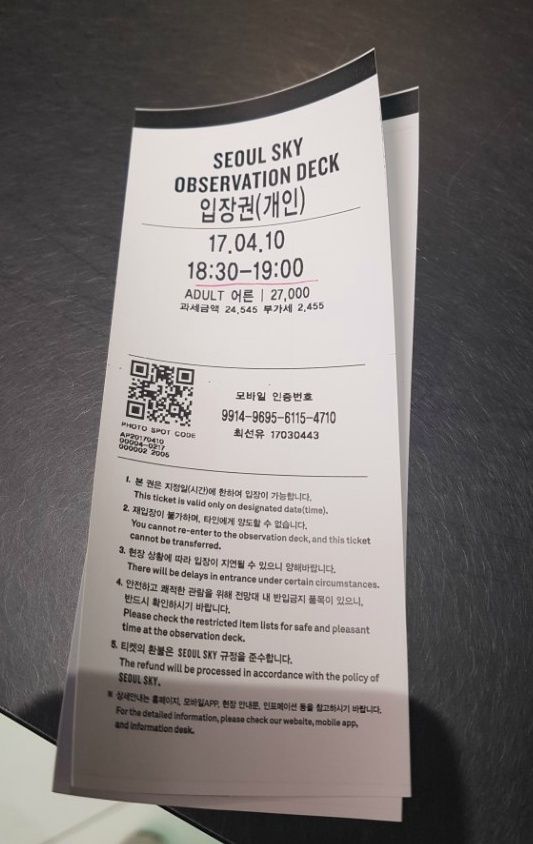 SEOUL SKY
OBSERVATION DECK
입장권(개인)
17.04.10
18:30-19:00
ADULT 어른 | 27,000
과세금액 24,545 부가세 2,455
PHOTO SPOT CODE
AP20170410
00004-0217
000002 2005
모바일 인증번호
9914-9695-6115-4710
최선유 17030443
1. 본 권은 지정일(시간)에 한하여 입장이 가능합니다.
This ticket is valid only on designated date(time).
2. 재입장이 불가하며, 타인에게 양도할 수 없습니다.
You cannot re-enter to the observation deck, and this ticket
cannot be transferred.
3. 현장 상황에 따라 입장이 지연될 수 있으니 양해바랍니다.
There will be delays in entrance under certain circumstances.
4. 안전하고 쾌적한 관람을 위해 전망대 내 반입금지 품목이 있으니,
반드시 확인하시기 바랍니다.
Please check the restricted item lists for safe and pleasant
time at the observation deck.
5. 티켓의 환불은 SEOUL SKY 규정을 준수합니다.
The refund will be processed in accordance with the policy of
SEOUL SKY.
※ 상세안내는 홈페이지, 모바일APP, 현장 안내문, 인포메이션 등을 참고하시기 바랍니다.
For the detailed information, please check our website, mobile app,
and information desk.